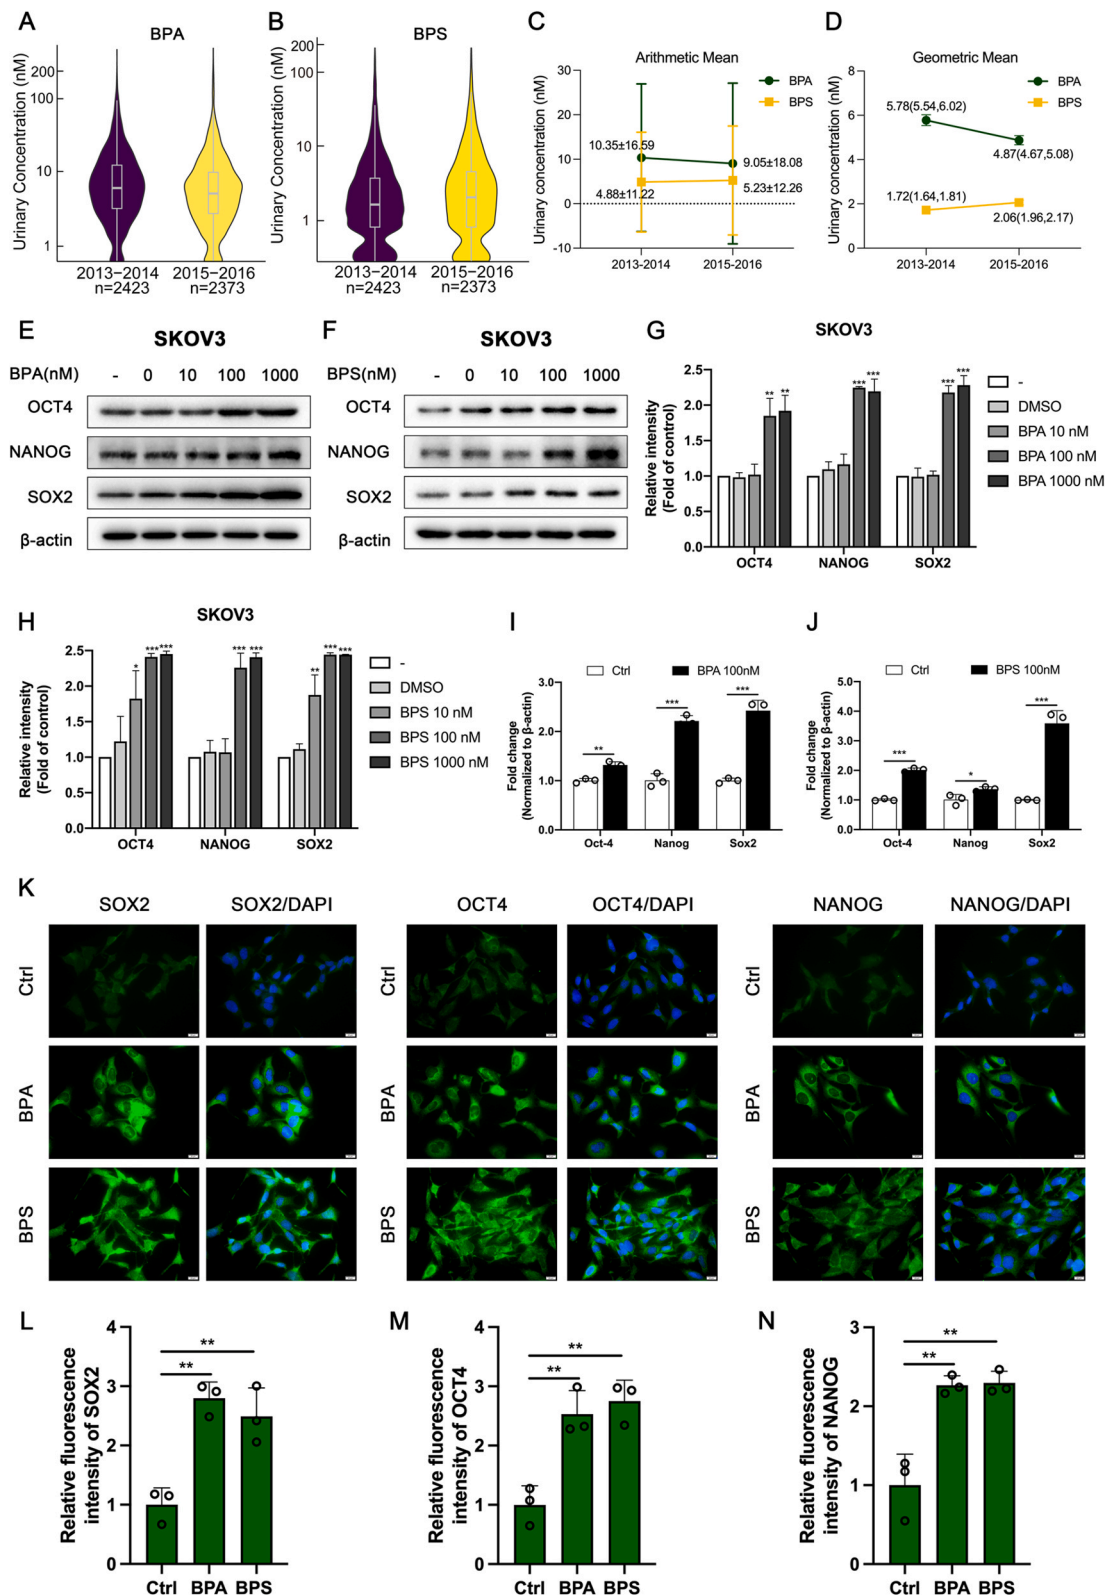 A
BPA
Urinary Concentration (nM)
200
100
10
1
2013–2014
n=2423
2015–2016
n=2373
B
BPS
Urinary Concentration (nM)
200
100
10
1
2013–2014
n=2423
2015–2016
n=2373
C
Arithmetic Mean
Urinary concentration (nM)
30
20
10
0
-10
BPA
BPS
10.35±16.59
9.05±18.08
4.88±11.22
5.23±12.26
2013-2014
2015-2016
D
Geometric Mean
Urinary concentration (nM)
8
6
4
2
0
BPA
BPS
5.78(5.54,6.02)
4.87(4.67,5.08)
1.72(1.64,1.81)
2.06(1.96,2.17)
2013-2014
2015-2016
E
SKOV3
BPA(nM) - 0 10 100 1000
OCT4
NANOG
SOX2
β-actin
F
SKOV3
BPS(nM) - 0 10 100 1000
OCT4
NANOG
SOX2
β-actin
G
SKOV3
Relative intensity
(Fold of control)
2.5
2.0
1.5
1.0
0.5
0.0
** ** *** *** *** ***
OCT4 NANOG SOX2
-
DMSO
BPA 10 nM
BPA 100 nM
BPA 1000 nM
H
SKOV3
Relative intensity
(Fold of control)
2.5
2.0
1.5
1.0
0.5
0.0
* *** *** *** *** ** *** ***
OCT4 NANOG SOX2
-
DMSO
BPS 10 nM
BPS 100 nM
BPS 1000 nM
I
Ctrl BPA 100nM
Fold change
(Normalized to β-actin)
3.0
2.0
1.0
0.0
** *** ***
Oct-4 Nanog Sox2
J
Ctrl BPS 100nM
Fold change
(Normalized to β-actin)
5.0
4.0
3.0
2.0
1.0
0.0
*** * ***
Oct-4 Nanog Sox2
K
SOX2 SOX2/DAPI OCT4 OCT4/DAPI NANOG NANOG/DAPI
Ctrl Ctrl Ctrl
BPA BPA BPA
BPS BPS BPS
L
Relative fluorescence
intensity of SOX2
4
3
2
1
0
**
**
Ctrl BPA BPS
M
Relative fluorescence
intensity of OCT4
4
3
2
1
0
**
**
Ctrl BPA BPS
N
Relative fluorescence
intensity of NANOG
3
2
1
0
**
**
Ctrl BPA BPS